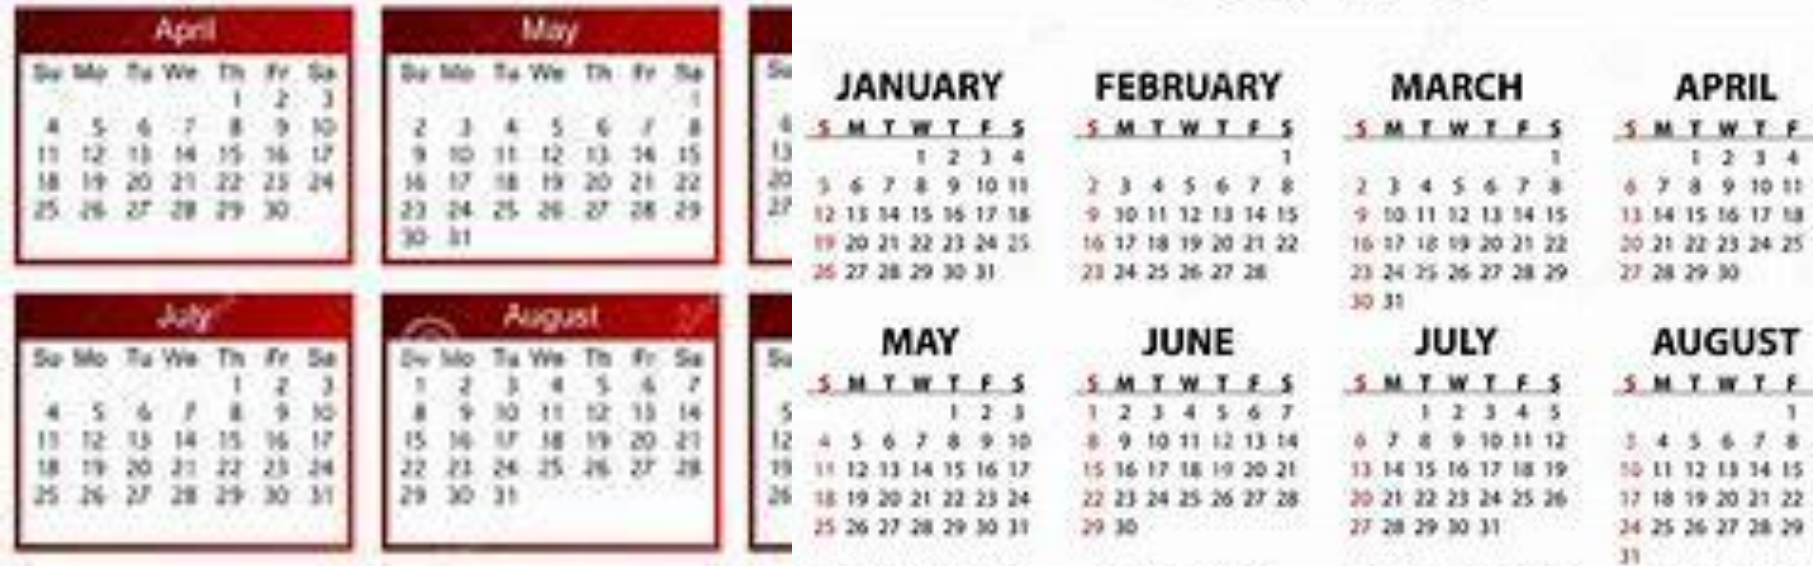 April
Su Mo Tu We Th Fr Sa
1 2 3
4 5 6 7 8 9 10
11 12 13 14 15 16 17
18 19 20 21 22 23 24
25 26 27 28 29 30
May
Su Mo Tu We Th Fr Sa
1
2 3 4 5 6 7 8
9 10 11 12 13 14 15
16 17 18 19 20 21 22
23 24 25 26 27 28 29
30 31
Su
6
13
20
27
July
Su Mo Tu We Th Fr Sa
1 2 3
4 5 6 7 8 9 10
11 12 13 14 15 16 17
18 19 20 21 22 23 24
25 26 27 28 29 30 31
August
Su Mo Tu We Th Fr Sa
1 2 3 4 5 6 7
8 9 10 11 12 13 14
15 16 17 18 19 20 21
22 23 24 25 26 27 28
29 30 31
Su
5
12
19
26
JANUARY
S M T W T F S
1 2 3 4
5 6 7 8 9 10 11
12 13 14 15 16 17 18
19 20 21 22 23 24 25
26 27 28 29 30 31
FEBRUARY
S M T W T F S
1
2 3 4 5 6 7 8
9 10 11 12 13 14 15
16 17 18 19 20 21 22
23 24 25 26 27 28
MARCH
S M T W T F S
1
2 3 4 5 6 7 8
9 10 11 12 13 14 15
16 17 18 19 20 21 22
23 24 25 26 27 28 29
30 31
APRIL
S M T W T F
1 2 3 4
6 7 8 9 10 11
13 14 15 16 17 18
20 21 22 23 24 25
27 28 29 30
MAY
S M T W T F S
1 2 3
4 5 6 7 8 9 10
11 12 13 14 15 16 17
18 19 20 21 22 23 24
25 26 27 28 29 30 31
JUNE
S M T W T F S
1 2 3 4 5 6 7
8 9 10 11 12 13 14
15 16 17 18 19 20 21
22 23 24 25 26 27 28
29 30
JULY
S M T W T F S
1 2 3 4 5
6 7 8 9 10 11 12
13 14 15 16 17 18 19
20 21 22 23 24 25 26
27 28 29 30 31
AUGUST
S M T W T F
1
3 4 5 6 7 8
10 11 12 13 14 15
17 18 19 20 21 22
24 25 26 27 28 29
31